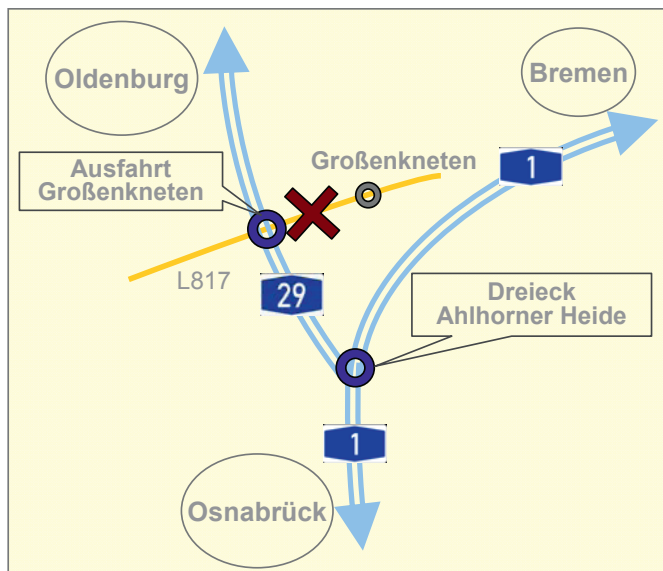 Oldenburg
Bremen
Ausfahrt
Großenkneten
Großenkneten
1
L817
29
Dreieck
Ahlhorner Heide
1
Osnabrück